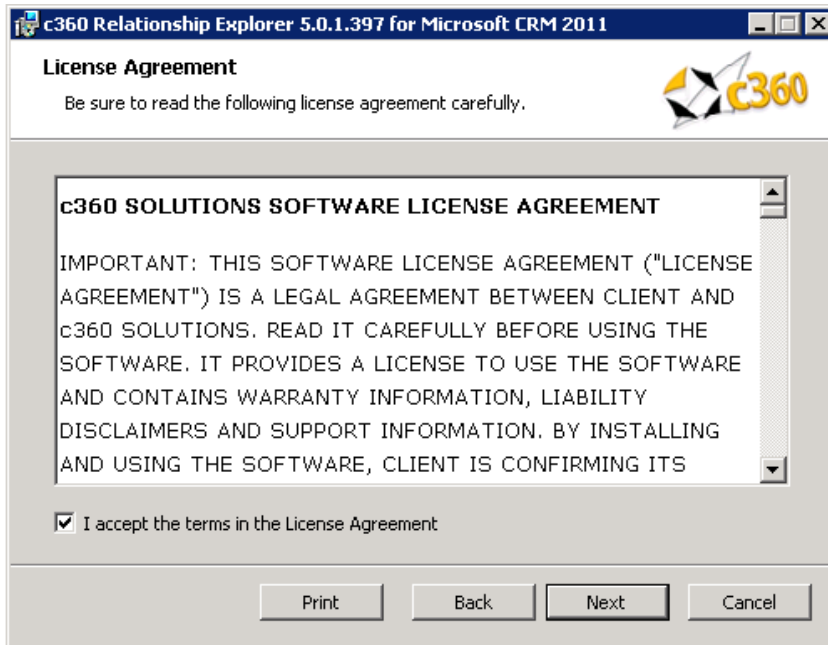 c360 Relationship Explorer 5.0.1.397 for Microsoft CRM 2011
License Agreement
Be sure to read the following license agreement carefully.
c360
c360 SOLUTIONS SOFTWARE LICENSE AGREEMENT
IMPORTANT: THIS SOFTWARE LICENSE AGREEMENT ("LICENSE
AGREEMENT") IS A LEGAL AGREEMENT BETWEEN CLIENT AND
c360 SOLUTIONS. READ IT CAREFULLY BEFORE USING THE
SOFTWARE. IT PROVIDES A LICENSE TO USE THE SOFTWARE
AND CONTAINS WARRANTY INFORMATION, LIABILITY
DISCLAIMERS AND SUPPORT INFORMATION. BY INSTALLING
AND USING THE SOFTWARE, CLIENT IS CONFIRMING ITS
I accept the terms in the License Agreement
Print Back Next Cancel